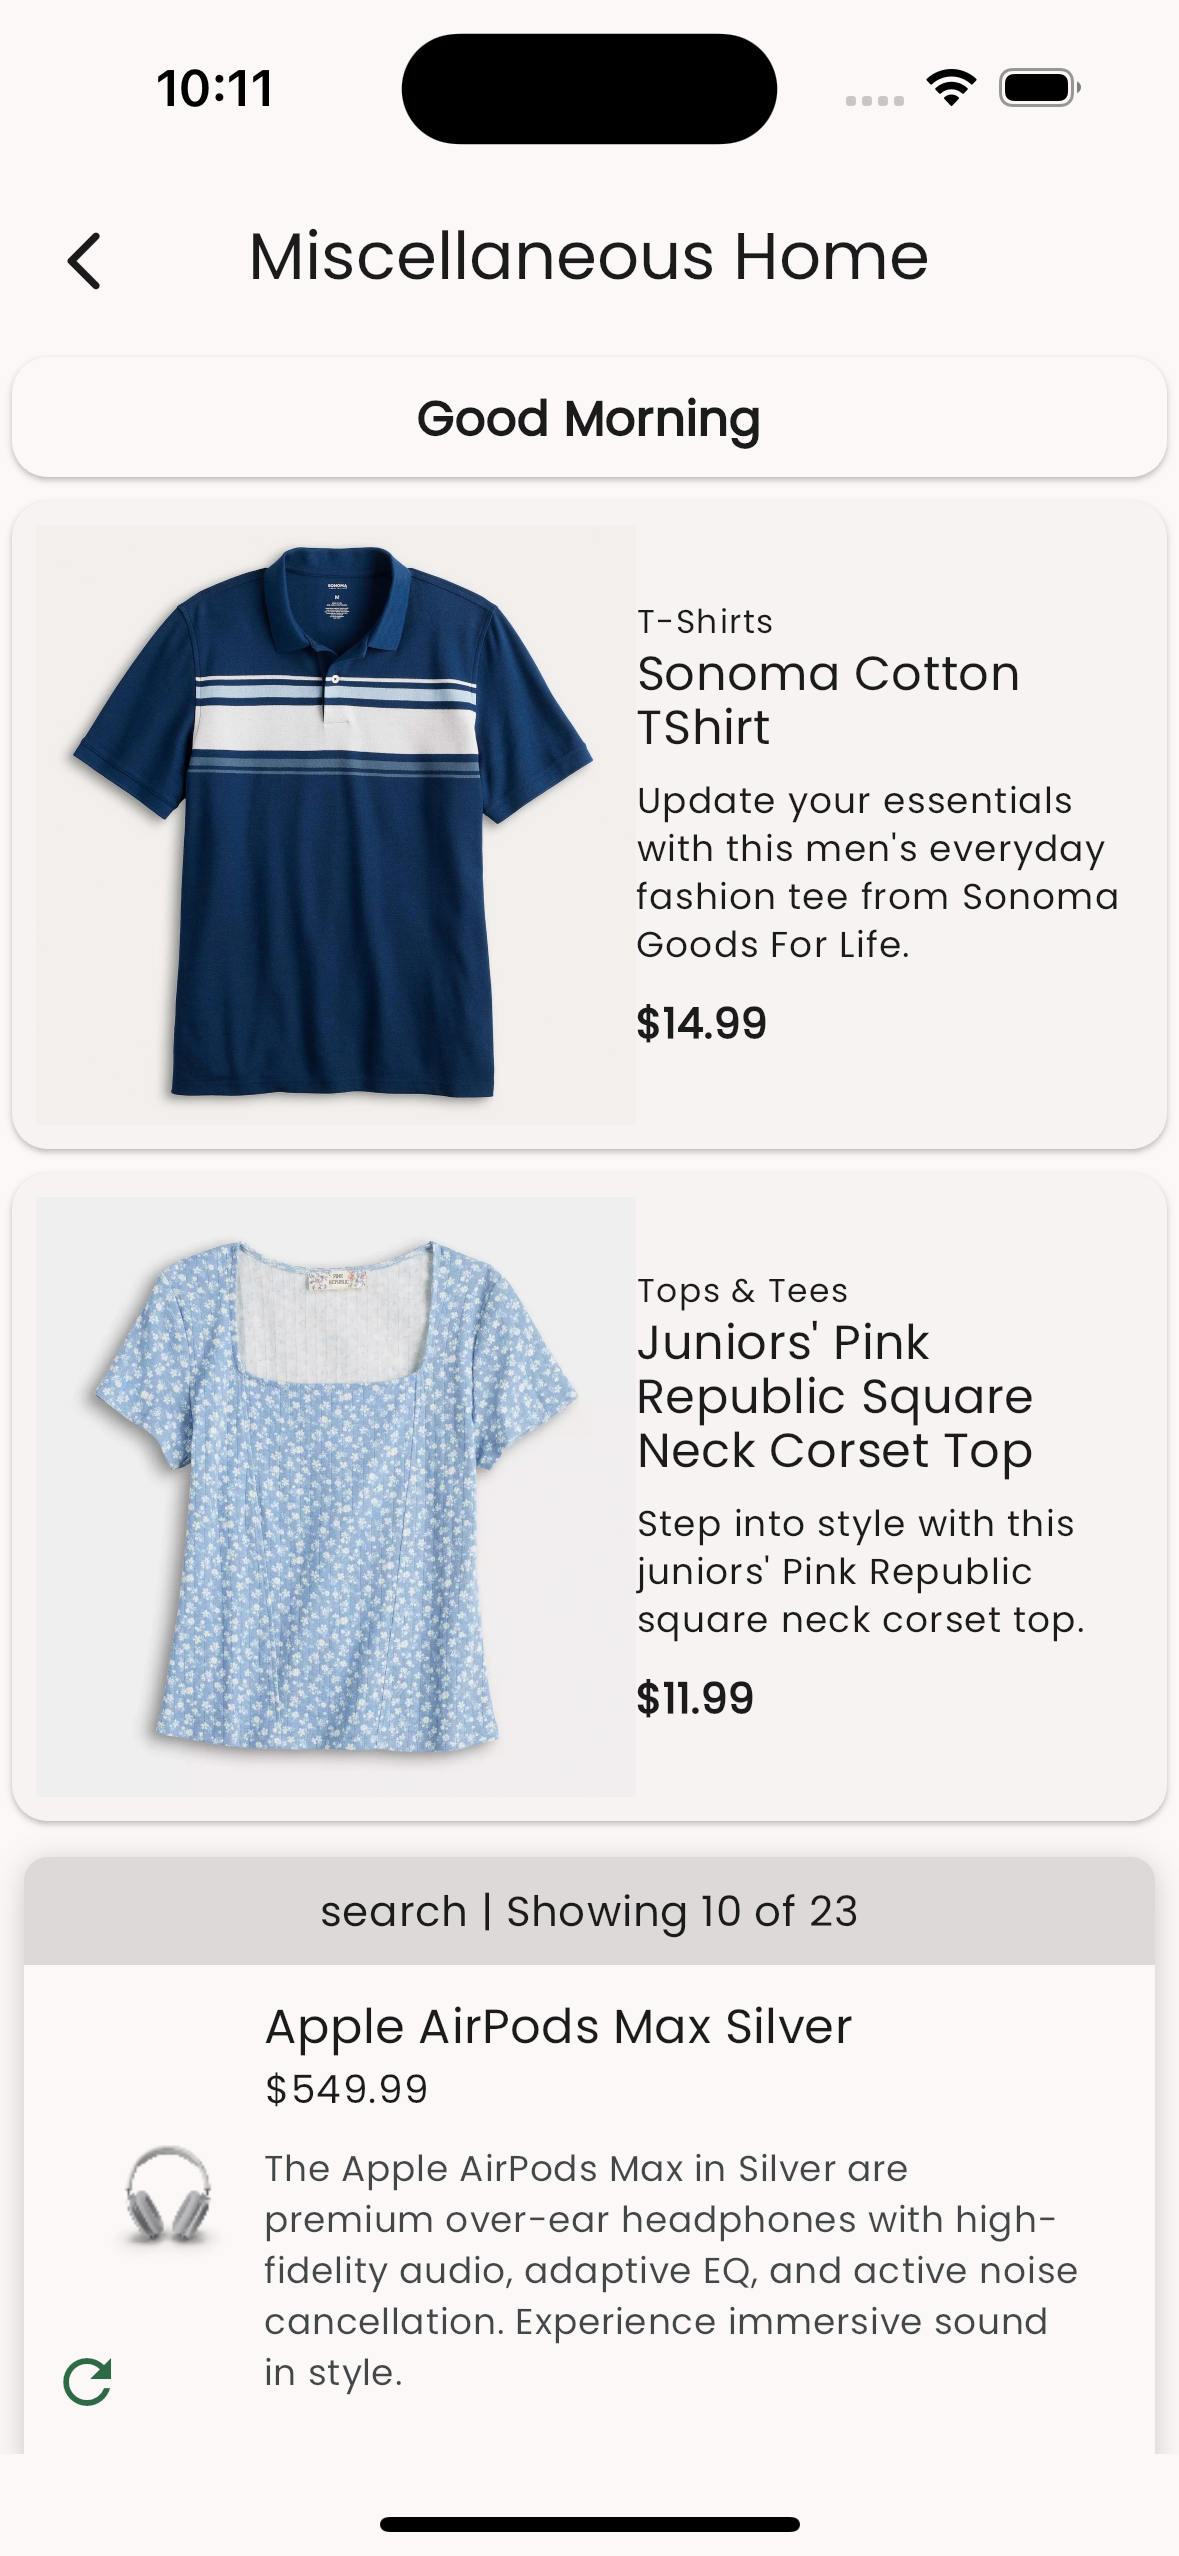 10:11
Miscellaneous Home
Good Morning
SONOMA
M
T-Shirts
Sonoma Cotton
TShirt
Update your essentials
with this men's everyday
fashion tee from Sonoma
Goods For Life.
$14.99
PINK
REPUBLIC
Tops & Tees
Juniors' Pink
Republic Square
Neck Corset Top
Step into style with this
juniors' Pink Republic
square neck corset top.
$11.99
search | Showing 10 of 23
Apple AirPods Max Silver
$549.99
The Apple AirPods Max in Silver are
premium over-ear headphones with high-
fidelity audio, adaptive EQ, and active noise
cancellation. Experience immersive sound
in style.